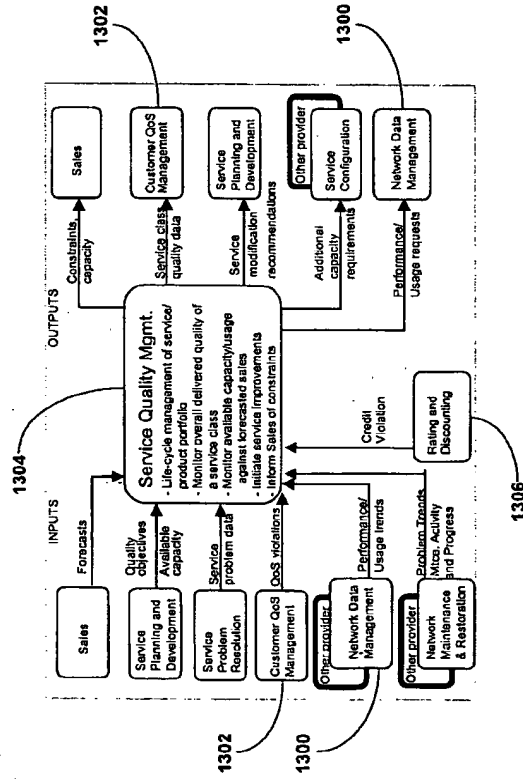 INPUTS
OUTPUTS
1304
Sales
Forecasts
Service Planning and
Development
Quality
objectives
Available
capacity
Service
Problem
Resolution
Service
problem data
Customer QoS
Management
QoS violations
1302
Other provider
Network Data
Management
Performance/
Usage trends
1300
Other provider
Network
Maintenance
& Restoration
Problem Trends
Mtce. Activity
and Progress
Rating and
Discounting
Credit
Violation
1306
Service Quality Mgmt.
- Life-cycle management of service/
product portfolio
- Monitor overall delivered quality of
a service class
- Monitor available capacity/usage
against forecasted sales
- Initiate service improvements
- Inform Sales of constraints
Constraints,
capacity
Sales
Service class
quality data
Customer QoS
Management
1302
Service
modification
recommendations
Service
Planning and
Development
Additional
capacity
requirements
Other provider
Service
Configuration
Performance/
Usage requests
Network Data
Management
1300